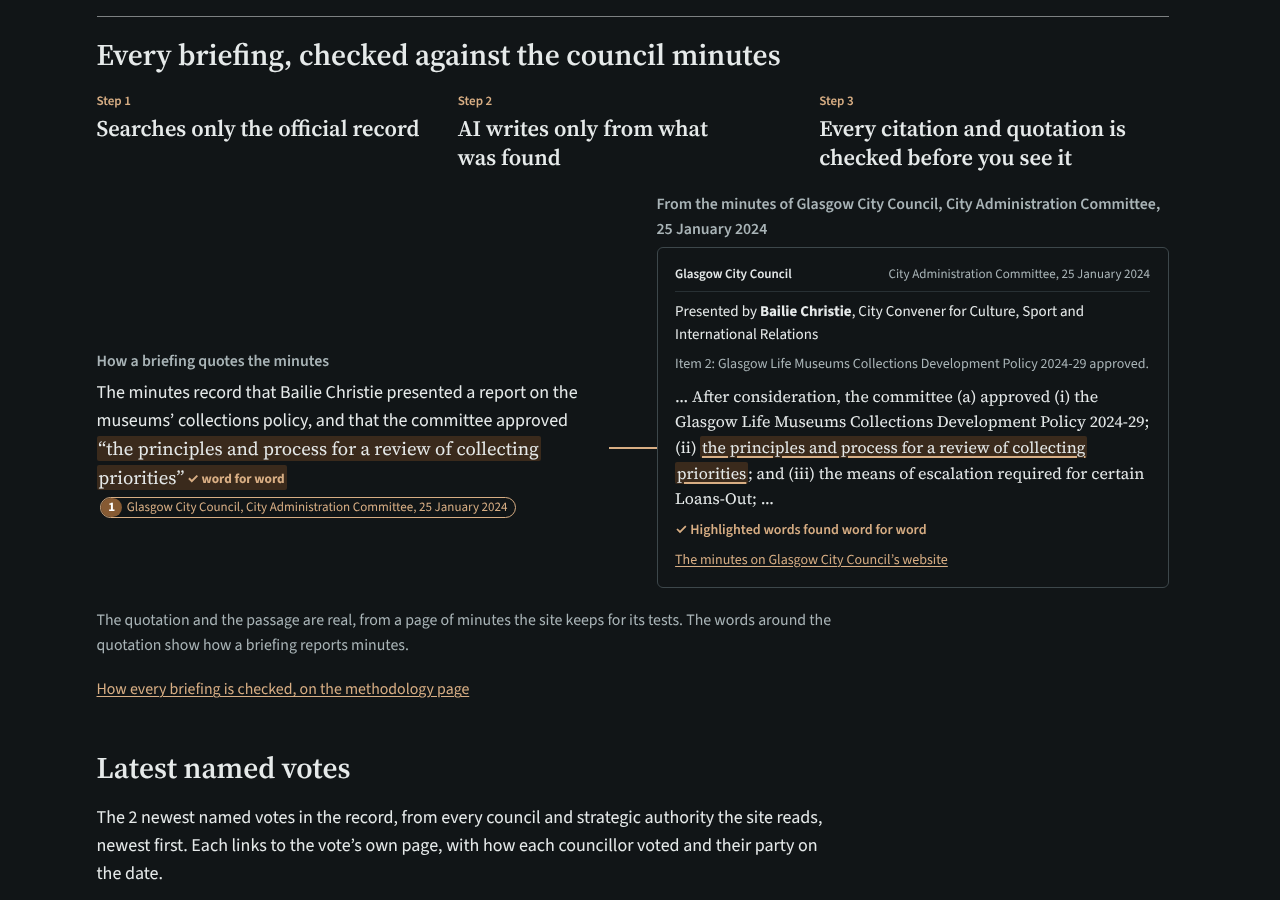 Every briefing, checked against the council minutes
Step 1
Searches only the official record
Step 2
AI writes only from what
was found
Step 3
Every citation and quotation is
checked before you see it
How a briefing quotes the minutes
The minutes record that Bailie Christie presented a report on the
museums’ collections policy, and that the committee approved
“the principles and process for a review of collecting
priorities” ✓ word for word
1 Glasgow City Council, City Administration Committee, 25 January 2024
From the minutes of Glasgow City Council, City Administration Committee,
25 January 2024
Glasgow City Council City Administration Committee, 25 January 2024
Presented by Bailie Christie, City Convener for Culture, Sport and
International Relations
Item 2: Glasgow Life Museums Collections Development Policy 2024-29 approved.
... After consideration, the committee (a) approved (i) the
Glasgow Life Museums Collections Development Policy 2024-29;
(ii) the principles and process for a review of collecting
priorities; and (iii) the means of escalation required for certain
Loans-Out; ...
✓ Highlighted words found word for word
The minutes on Glasgow City Council’s website
The quotation and the passage are real, from a page of minutes the site keeps for its tests. The words around the
quotation show how a briefing reports minutes.
How every briefing is checked, on the methodology page
Latest named votes
The 2 newest named votes in the record, from every council and strategic authority the site reads,
newest first. Each links to the vote’s own page, with how each councillor voted and their party on
the date.